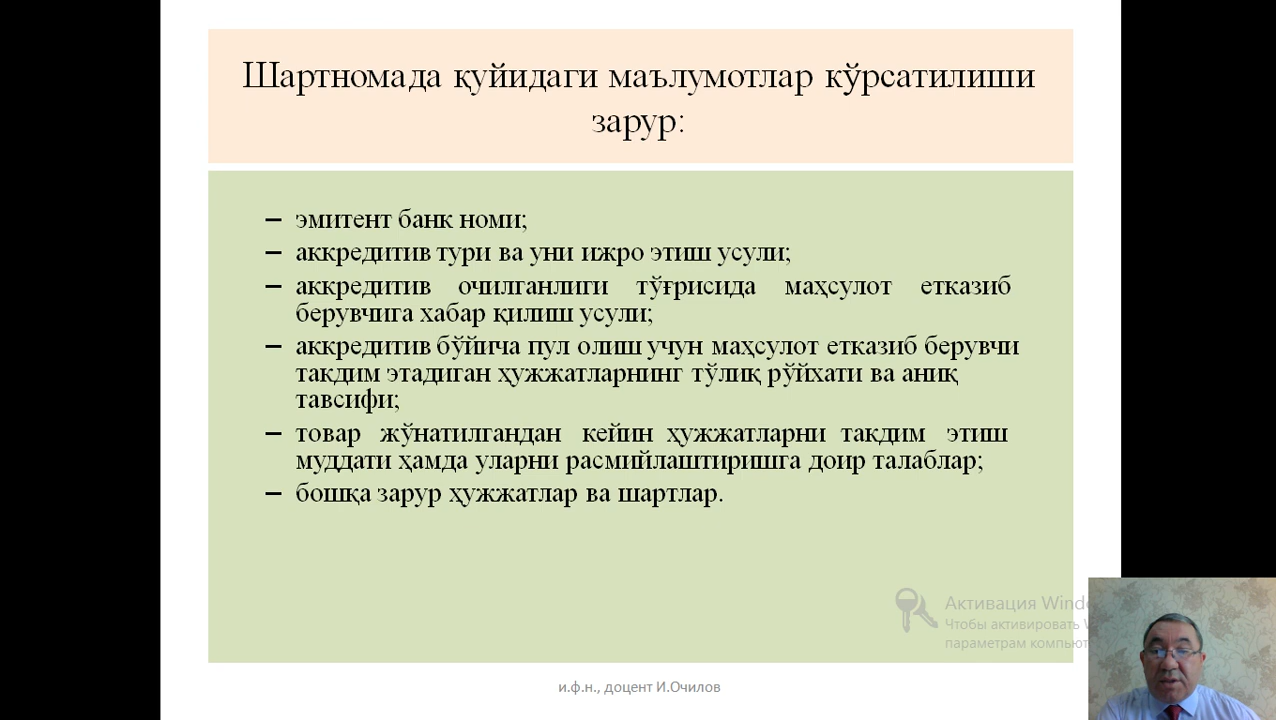 Шартномада қуйидаги маълумотлар кўрсатилиши
зарур:
– эмитент банк номи;
– аккредитив тури ва уни ижро этиш усули;
– аккредитив очилганлиги тўғрисида маҳсулот етказиб
берувчига хабар қилиш усули;
– аккредитив бўйича пул олиш учун маҳсулот етказиб берувчи
тақдим этадиган ҳужжатларнинг тўлиқ рўйхати ва аниқ
тавсифи;
– товар жўнатилгандан кейин ҳужжатларни тақдим этиш
муддати ҳамда уларни расмийлаштиришга доир талаблар;
– бошқа зарур ҳужжатлар ва шартлар.
Активация
Чтобы активировать
параметрам
и.ф.н., доцент И.Очилов